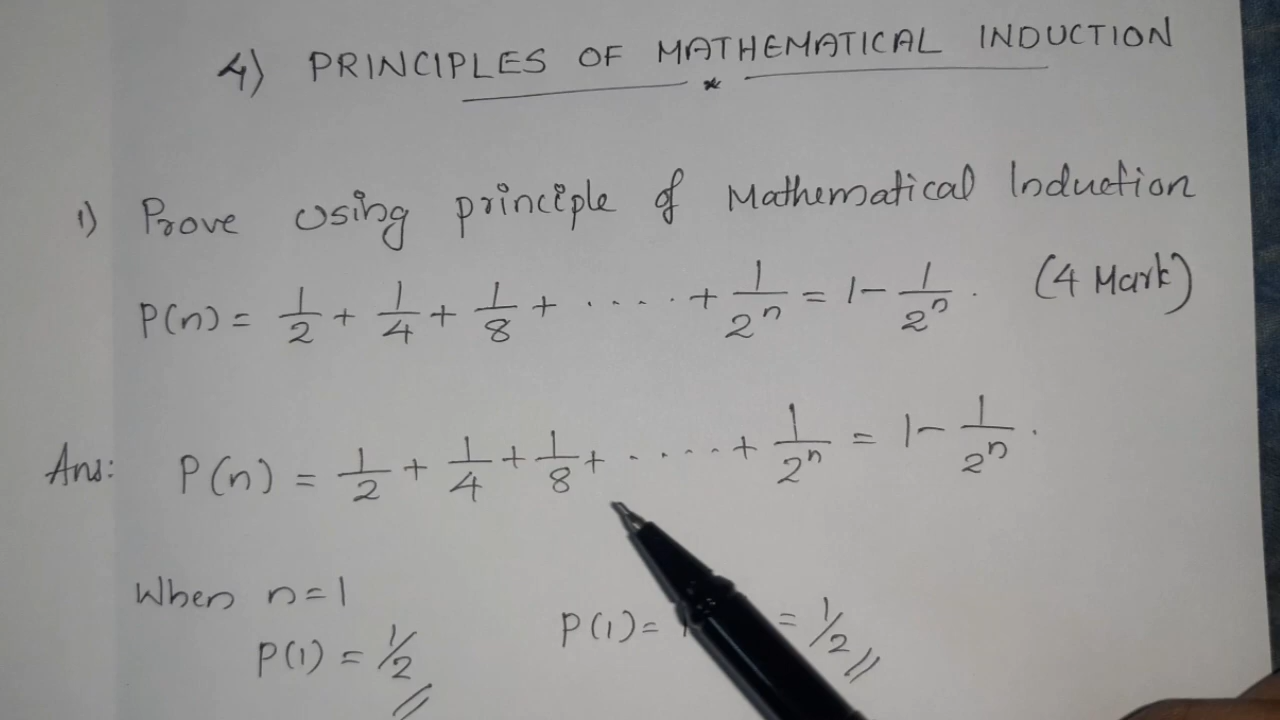 4) PRINCIPLES OF MATHEMATICAL INDUCTION
*
1) Prove using principle of Mathematical Induction
P(n) = 1/2 + 1/4 + 1/8 + ..... + 1/2^n = 1 - 1/2^n. (4 Mark)
Ans: P(n) = 1/2 + 1/4 + 1/8 + ..... + 1/2^n = 1 - 1/2^n.
When n=1
P(1) = 1/2 // P(1) = = 1/2 //